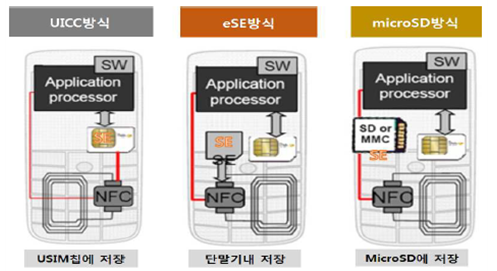 UICC방식
SW
Application
processor
SE
NFC
USIM칩에 저장
eSE방식
SW
Application
processor
SE
SE
NFC
단말기내 저장
microSD방식
SW
Application
processor
SD or
MMC
SE
NFC
MicroSD에 저장